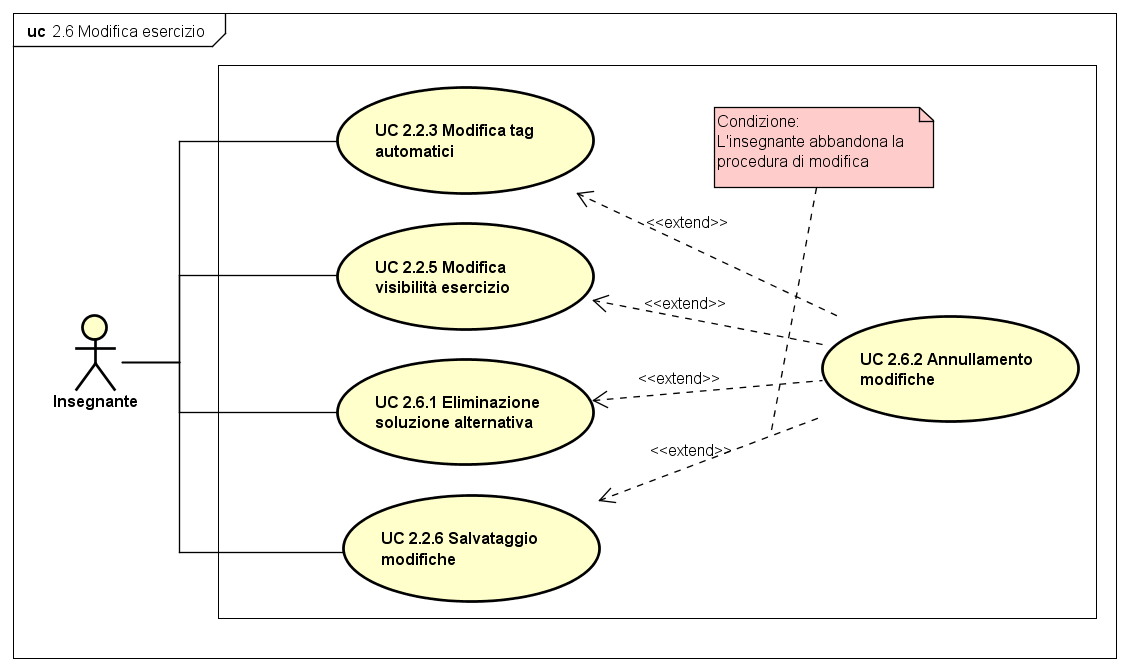 uc 2.6 Modifica esercizio
UC 2.2.3 Modifica tag
automatici
Condizione:
L'insegnante abbandona la
procedura di modifica
<<extend>>
UC 2.2.5 Modifica
visibilità esercizio
<<extend>>
UC 2.6.2 Annullamento
modifiche
<<extend>>
Insegnante
UC 2.6.1 Eliminazione
soluzione alternativa
<<extend>>
UC 2.2.6 Salvataggio
modifiche